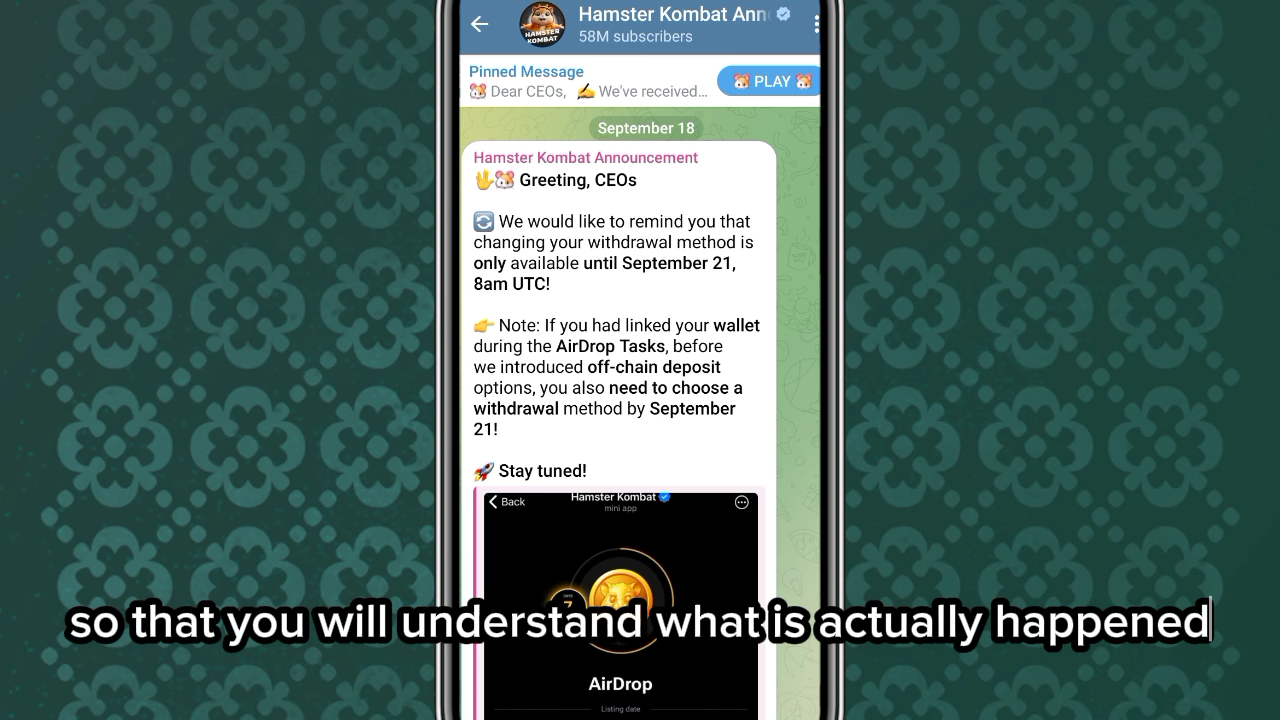 Hamster Kombat Ann
58M subscribers
HAMSTER
KOMBAT
Pinned Message
🐹 Dear CEOs, ✍️ We've received...
🐹 PLAY 🐹
September 18
Hamster Kombat Announcement
🖖🐹 Greeting, CEOs
🔄 We would like to remind you that
changing your withdrawal method is
only available until September 21,
8am UTC!
👉 Note: If you had linked your wallet
during the AirDrop Tasks, before
we introduced off-chain deposit
options, you also need to choose a
withdrawal method by September
21!
🚀 Stay tuned!
Back
Hamster Kombat
mini app
so that you will understand what is actually happened
AirDrop
Listing date